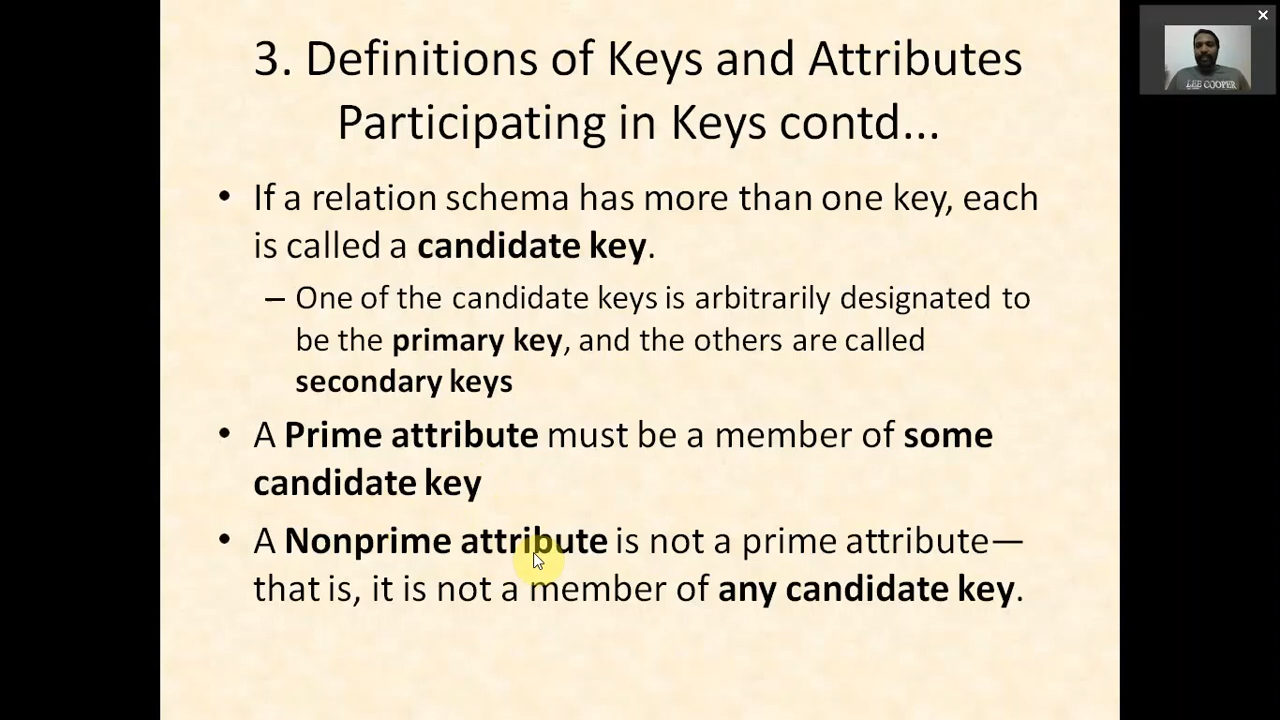 3. Definitions of Keys and Attributes
Participating in Keys contd...
• If a relation schema has more than one key, each
is called a candidate key.
– One of the candidate keys is arbitrarily designated to
be the primary key, and the others are called
secondary keys
• A Prime attribute must be a member of some
candidate key
• A Nonprime attribute is not a prime attribute—
that is, it is not a member of any candidate key.
LEE COOPER